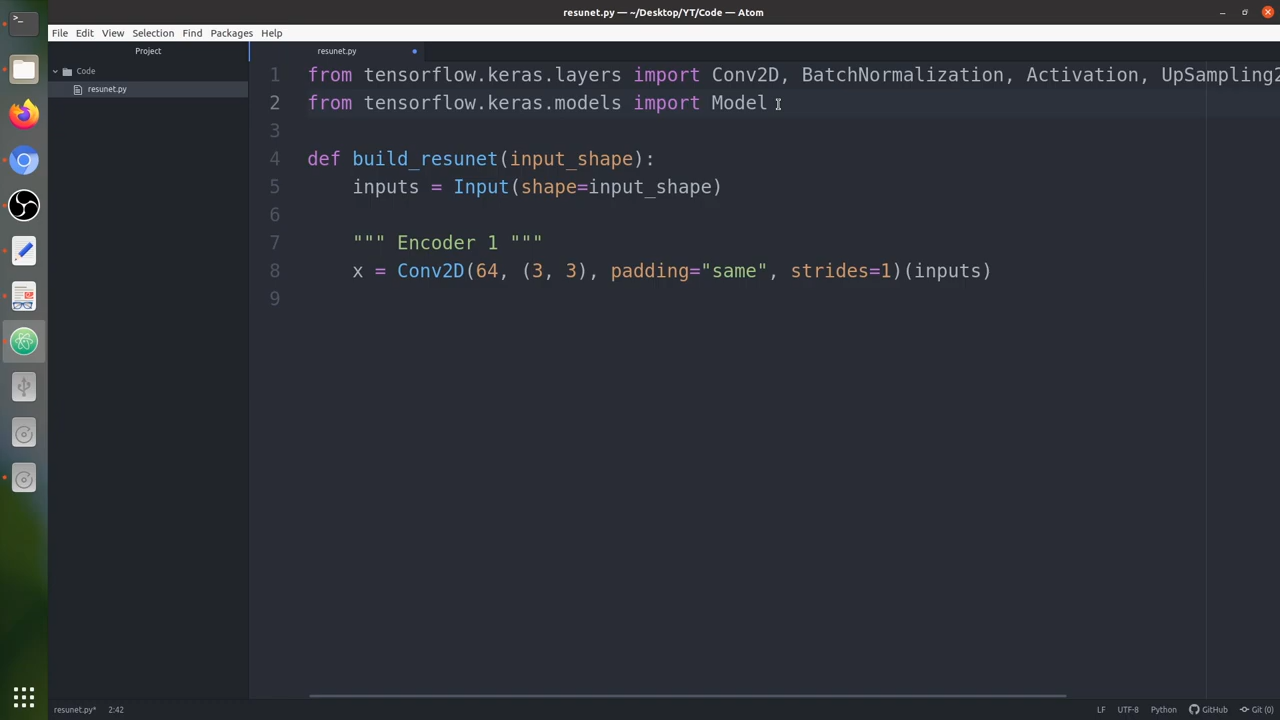 resunet.py — ~/Desktop/YT/Code — Atom
File Edit View Selection Find Packages Help
Project
resunet.py
Code
resunet.py
1 from tensorflow.keras.layers import Conv2D, BatchNormalization, Activation, UpSampling2
2 from tensorflow.keras.models import Model
3
4 def build_resunet(input_shape):
5 inputs = Input(shape=input_shape)
6
7 """ Encoder 1 """
8 x = Conv2D(64, (3, 3), padding="same", strides=1)(inputs)
9
resunet.py* 2:42 LF UTF-8 Python GitHub Git (0)